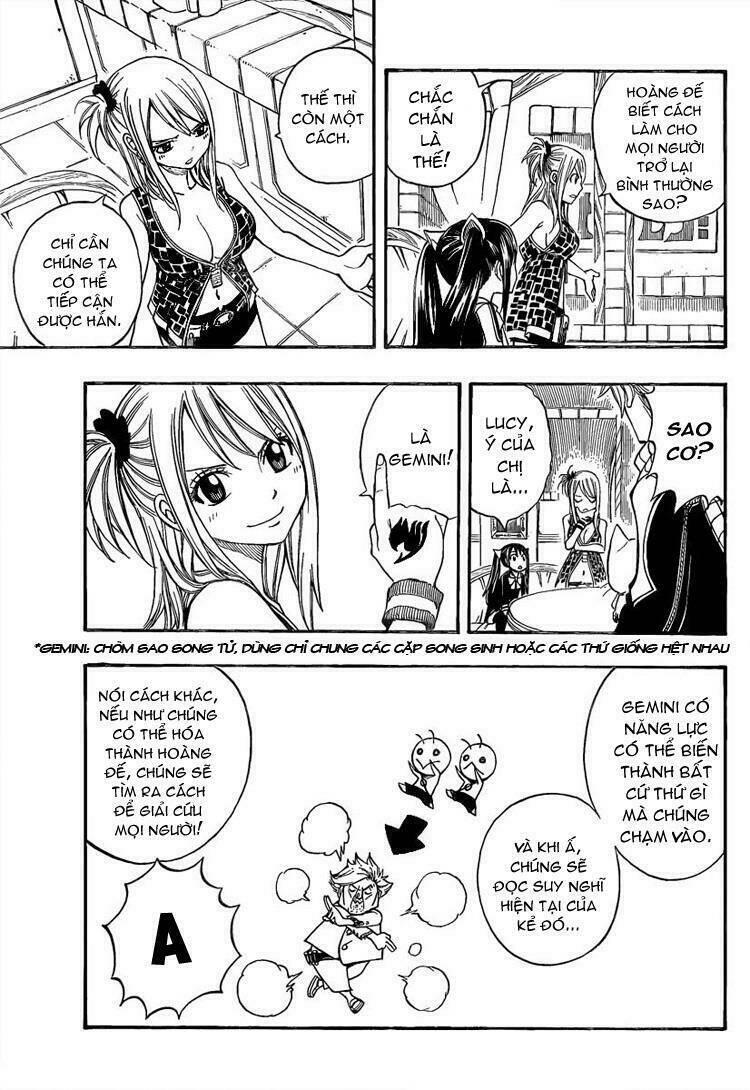 HOÀNG ĐẾ
BIẾT CÁCH
LÀM CHO
MỌI NGƯỜI
TRỞ LẠI
BÌNH THƯỜNG
SAO?
CHẮC
CHẮN
LÀ
THẾ!
THẾ THÌ
CÒN MỘT
CÁCH.
CHỈ CẦN
CHÚNG TA
CÓ THỂ
TIẾP CẬN
ĐƯỢC HẮN.
SAO
CƠ?
LUCY,
Ý CỦA
CHỊ
LÀ...
LÀ
GEMINI!
*GEMINI: CHÒM SAO SONG TỬ, DÙNG CHỈ CHUNG CÁC CẶP SONG SINH HOẶC CÁC THỨ GIỐNG HỆT NHAU
GEMINI CÓ
NĂNG LỰC
CÓ THỂ BIẾN
THÀNH BẤT
CỨ THỨ GÌ
MÀ CHÚNG
CHẠM VÀO.
VÀ KHI Ấ,
CHÚNG SẼ
ĐỌC SUY NGHĨ
HIỆN TẠI CỦA
KẺ ĐÓ...
NÓI CÁCH KHÁC,
NẾU NHƯ CHÚNG
CÓ THỂ HÓA
THÀNH HOÀNG
ĐẾ, CHÚNG SẼ
TÌM RA CÁCH
ĐỂ GIẢI CỨU
MỌI NGƯỜI!
A